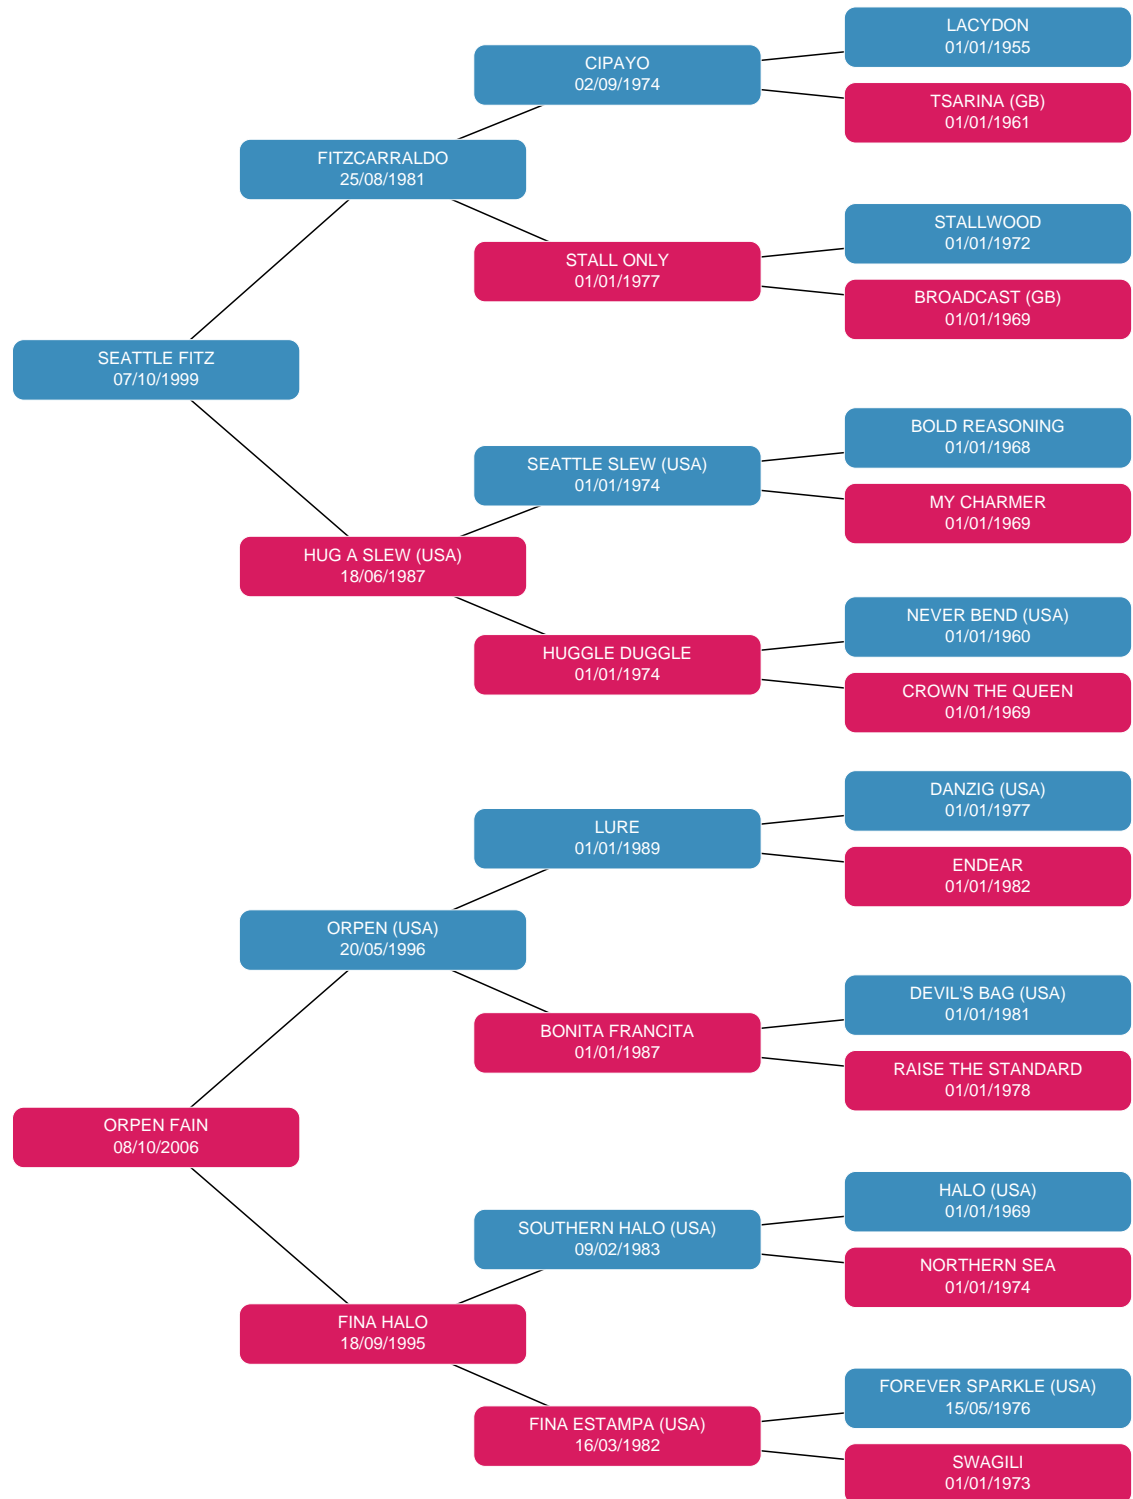 LACYDON
01/01/1955
CIPAYO
02/09/1974
TSARINA (GB)
01/01/1961
FITZCARRALDO
25/08/1981
STALLWOOD
01/01/1972
STALL ONLY
01/01/1977
BROADCAST (GB)
01/01/1969
SEATTLE FITZ
07/10/1999
BOLD REASONING
01/01/1968
SEATTLE SLEW (USA)
01/01/1974
MY CHARMER
01/01/1969
HUG A SLEW (USA)
18/06/1987
NEVER BEND (USA)
01/01/1960
HUGGLE DUGGLE
01/01/1974
CROWN THE QUEEN
01/01/1969
DANZIG (USA)
01/01/1977
LURE
01/01/1989
ENDEAR
01/01/1982
ORPEN (USA)
20/05/1996
DEVIL'S BAG (USA)
01/01/1981
BONITA FRANCITA
01/01/1987
RAISE THE STANDARD
01/01/1978
ORPEN FAIN
08/10/2006
HALO (USA)
01/01/1969
SOUTHERN HALO (USA)
09/02/1983
NORTHERN SEA
01/01/1974
FINA HALO
18/09/1995
FOREVER SPARKLE (USA)
15/05/1976
FINA ESTAMPA (USA)
16/03/1982
SWAGILI
01/01/1973